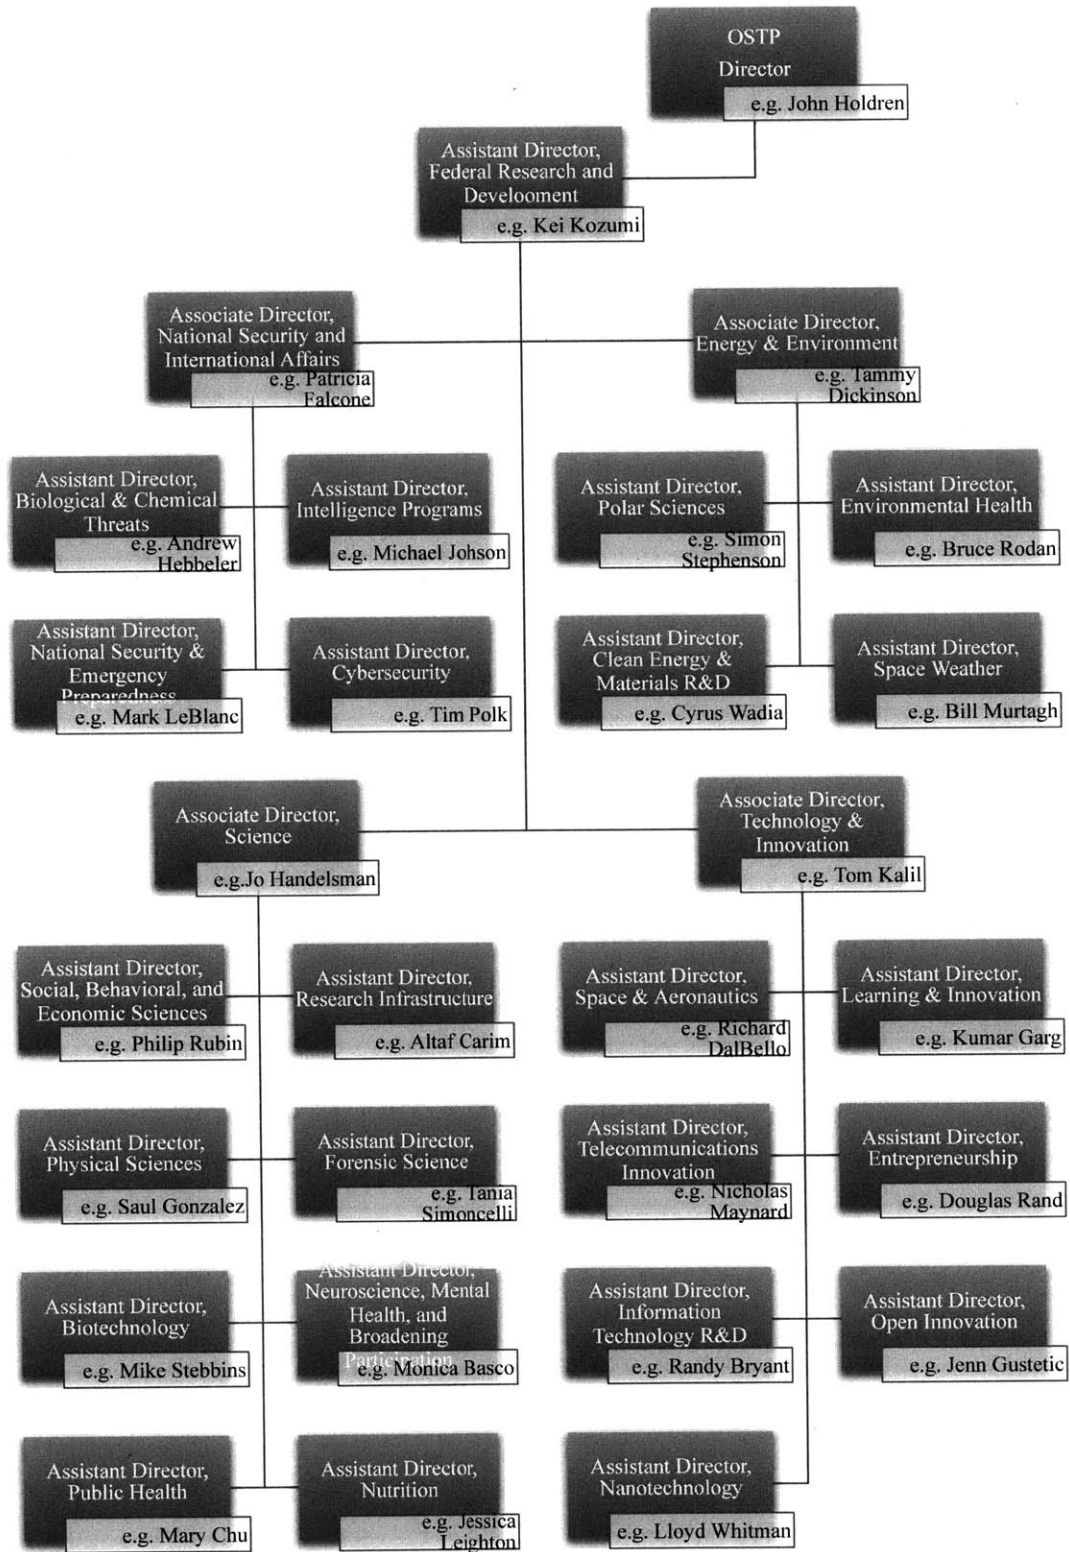 OSTP
Director
e.g. John Holdren
Assistant Director,
Federal Research and
Develooment
e.g. Kei Kozumi
Associate Director,
National Security and
International Affairs
e.g. Patricia
Falcone
Associate Director,
Energy & Environment
e.g. Tammy
Dickinson
Assistant Director,
Biological & Chemical
Threats
e.g. Andrew
Hebbeler
Assistant Director,
Intelligence Programs
e.g. Michael Johson
Assistant Director,
Polar Sciences
e.g. Simon
Stephenson
Assistant Director,
Environmental Health
e.g. Bruce Rodan
Assistant Director,
National Security &
Emergency
Preparedness
e.g. Mark LeBlanc
Assistant Director,
Cybersecurity
e.g. Tim Polk
Assistant Director,
Clean Energy &
Materials R&D
e.g. Cyrus Wadia
Assistant Director,
Space Weather
e.g. Bill Murtagh
Associate Director,
Science
e.g.Jo Handelsman
Associate Director,
Technology &
Innovation
e.g. Tom Kalil
Assistant Director,
Social, Behavioral, and
Economic Sciences
e.g. Philip Rubin
Assistant Director,
Research Infrastructure
e.g. Altaf Carim
Assistant Director,
Space & Aeronautics
e.g. Richard
DalBello
Assistant Director,
Learning & Innovation
e.g. Kumar Garg
Assistant Director,
Physical Sciences
e.g. Saul Gonzalez
Assistant Director,
Forensic Science
e.g. Tania
Simoncelli
Assistant Director,
Telecommunications
Innovation
e.g. Nicholas
Maynard
Assistant Director,
Entrepreneurship
e.g. Douglas Rand
Assistant Director,
Biotechnology
e.g. Mike Stebbins
Assistant Director,
Neuroscience, Mental
Health, and
Broadening
Participation
e.g. Monica Basco
Assistant Director,
Information
Technology R&D
e.g. Randy Bryant
Assistant Director,
Open Innovation
e.g. Jenn Gustetic
Assistant Director,
Public Health
e.g. Mary Chu
Assistant Director,
Nutrition
e.g. Jessica
Leighton
Assistant Director,
Nanotechnology
e.g. Lloyd Whitman